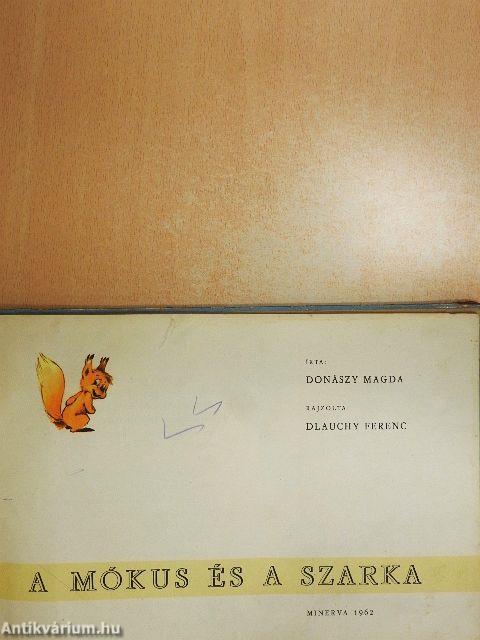 ÍRTA:
DONÁSZY MAGDA
RAJZOLTA
DLAUCHY FERENC
A MÓKUS ÉS A SZARKA
MINERVA 1962
Antikvárium.hu